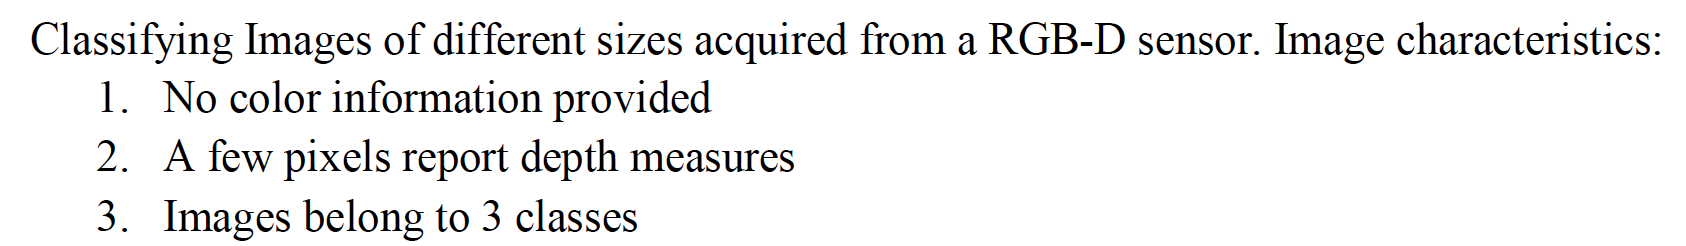 Classifying Images of different sizes acquired from a RGB-D sensor. Image characteristics:
1. No color information provided
2. A few pixels report depth measures
3. Images belong to 3 classes